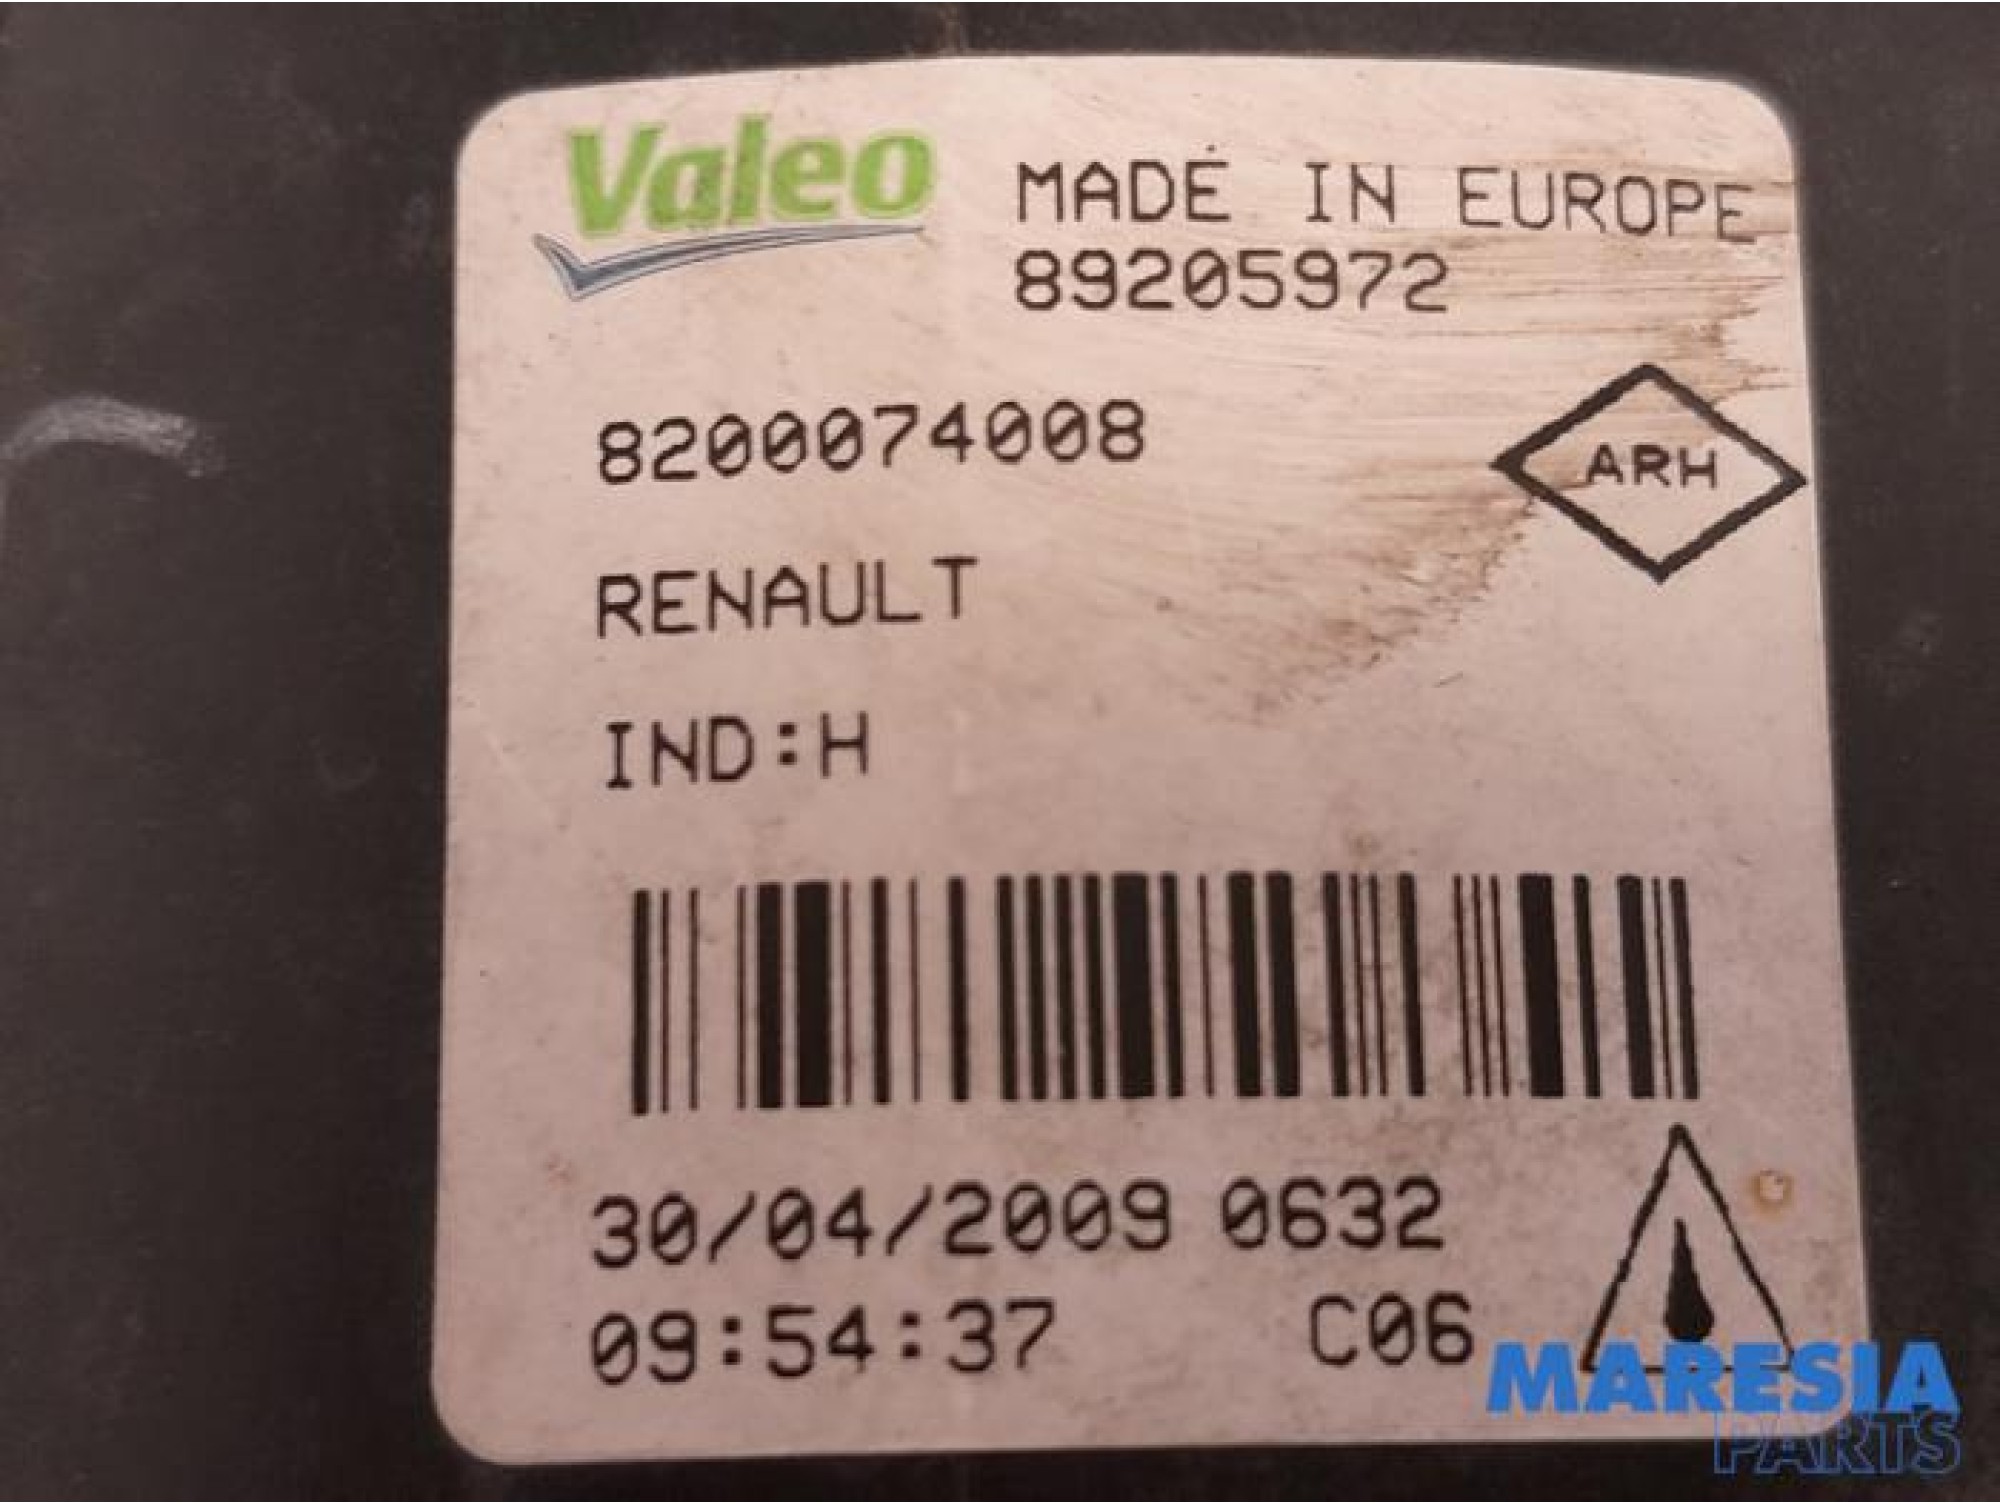 Valeo
MADE IN EUROPE
89205972
8200074008
ARH
RENAULT
IND:H
30/04/2009 0632
09:54:37 C06
MARESIA
PARTS